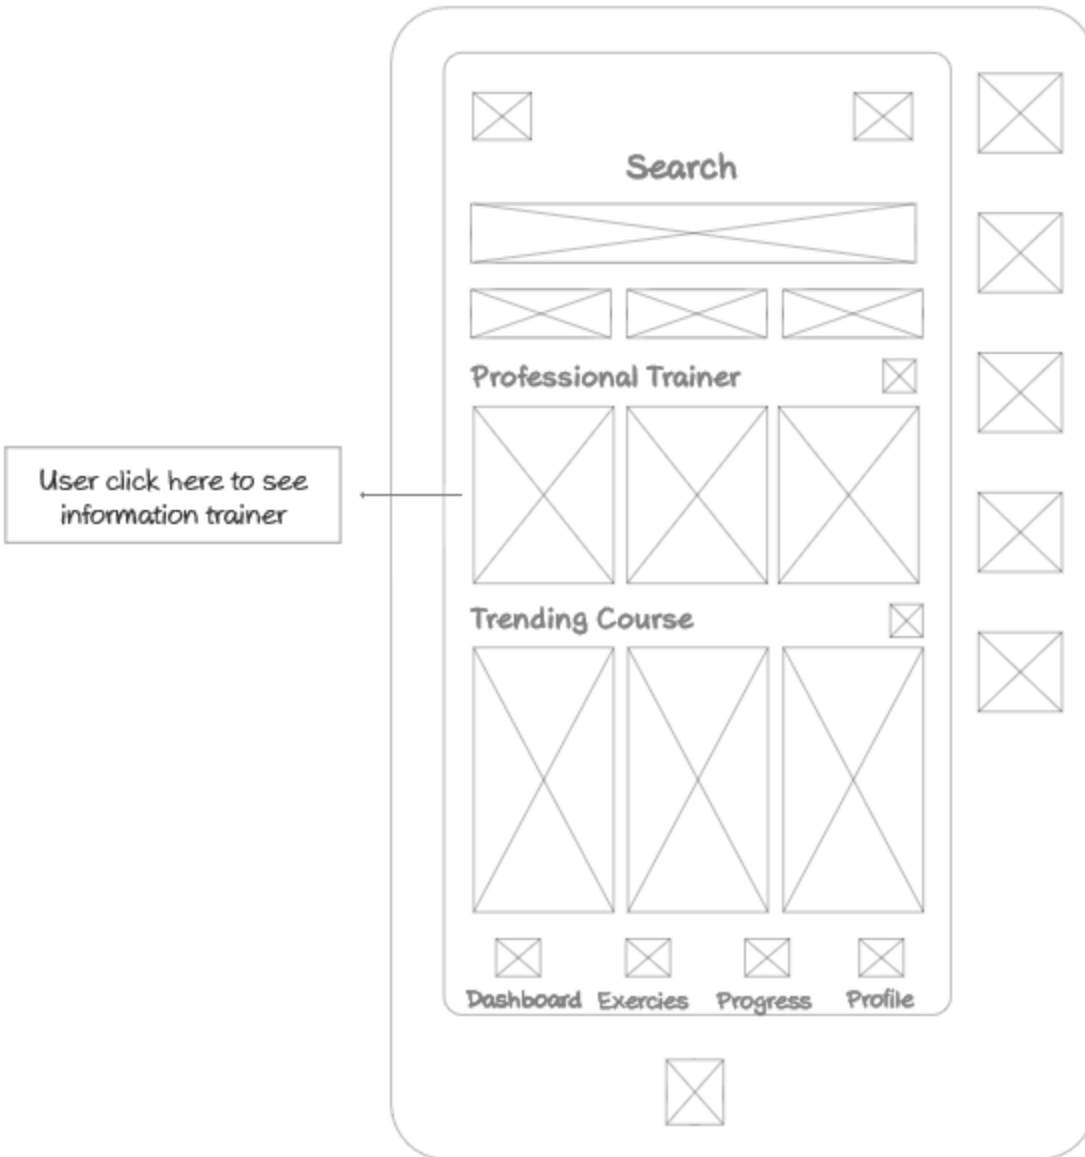 Search
Professional Trainer
User click here to see
information trainer
Trending Course
Dashboard Exercies Progress Profile